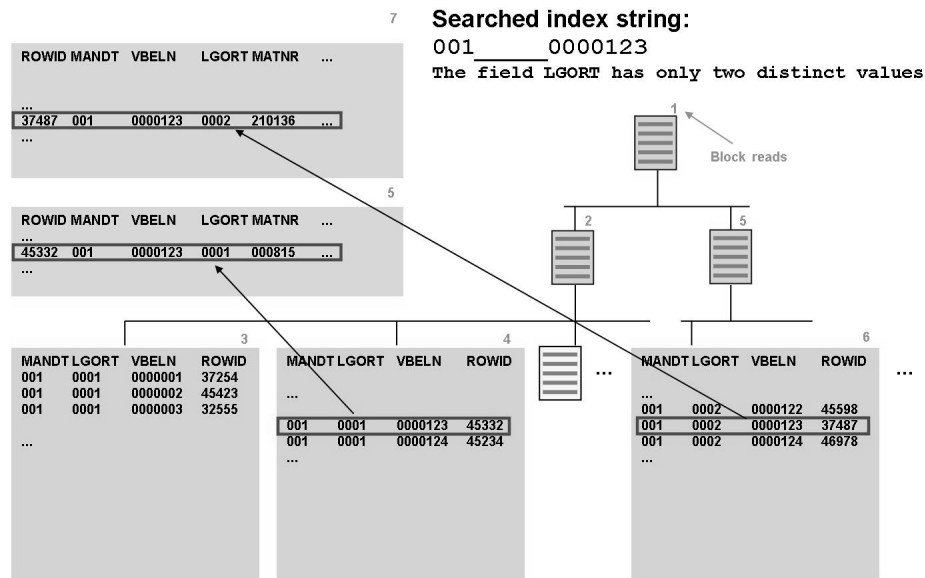 7
Searched index string:
001_____0000123
The field LGORT has only two distinct values
ROWID MANDT VBELN LGORT MATNR ...
...
37487 001 0000123 0002 210136 ...
...
1
Block reads
5
ROWID MANDT VBELN LGORT MATNR ...
...
45332 001 0000123 0001 000815 ...
...
2
5
3
MANDT LGORT VBELN ROWID
001 0001 0000001 37254
001 0001 0000002 45423
001 0001 0000003 32555
...
4
MANDT LGORT VBELN ROWID
...
001 0001 0000123 45332
001 0001 0000124 45234
...
...
6
MANDT LGORT VBELN ROWID
...
001 0002 0000122 45598
001 0002 0000123 37487
001 0002 0000124 46978
...
...